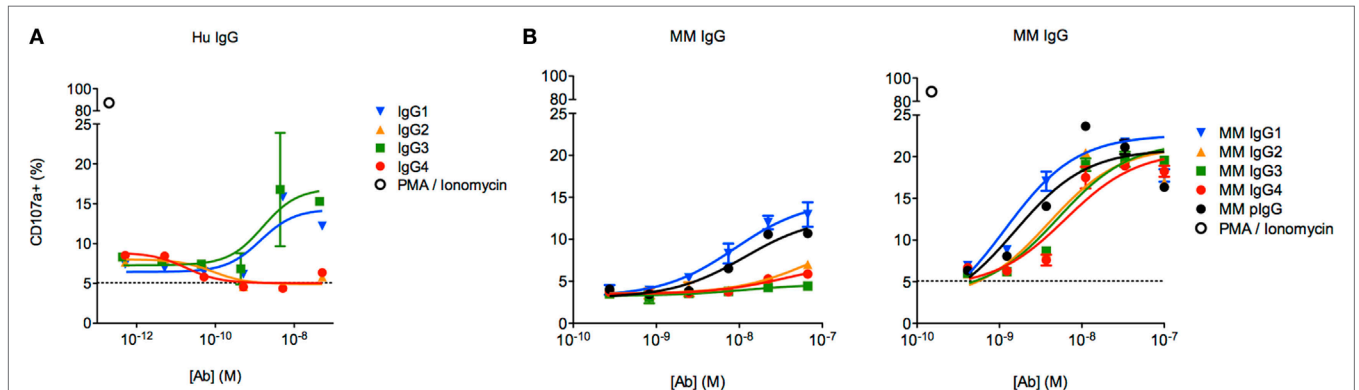 A
Hu IgG
CD107a+ (%)
100
80
25
20
15
10
5
0
10-12
10-10
10-8
[Ab] (M)
IgG1
IgG2
IgG3
IgG4
PMA / Ionomycin
B
MM IgG
100
80
25
20
15
10
5
0
10-10
10-9
10-8
10-7
[Ab] (M)
MM IgG
100
80
25
20
15
10
5
0
10-10
10-9
10-8
10-7
[Ab] (M)
MM IgG1
MM IgG2
MM IgG3
MM IgG4
MM pIgG
PMA / Ionomycin